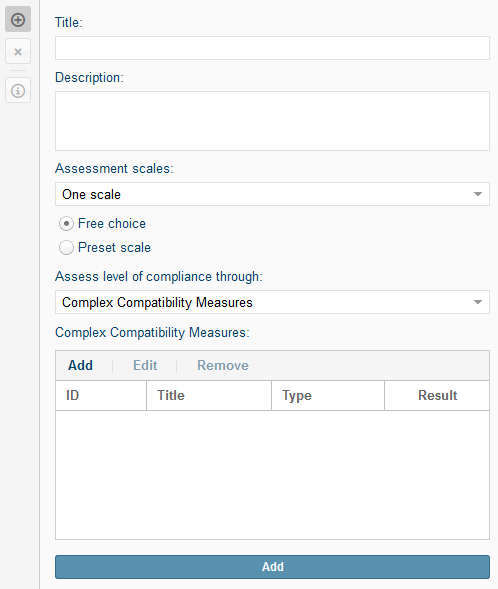 Title:
Description:
Assessment scales:
One scale
Free choice
Preset scale
Assess level of compliance through:
Complex Compatibility Measures
Complex Compatibility Measures:
Add Edit Remove
ID Title Type Result
Add